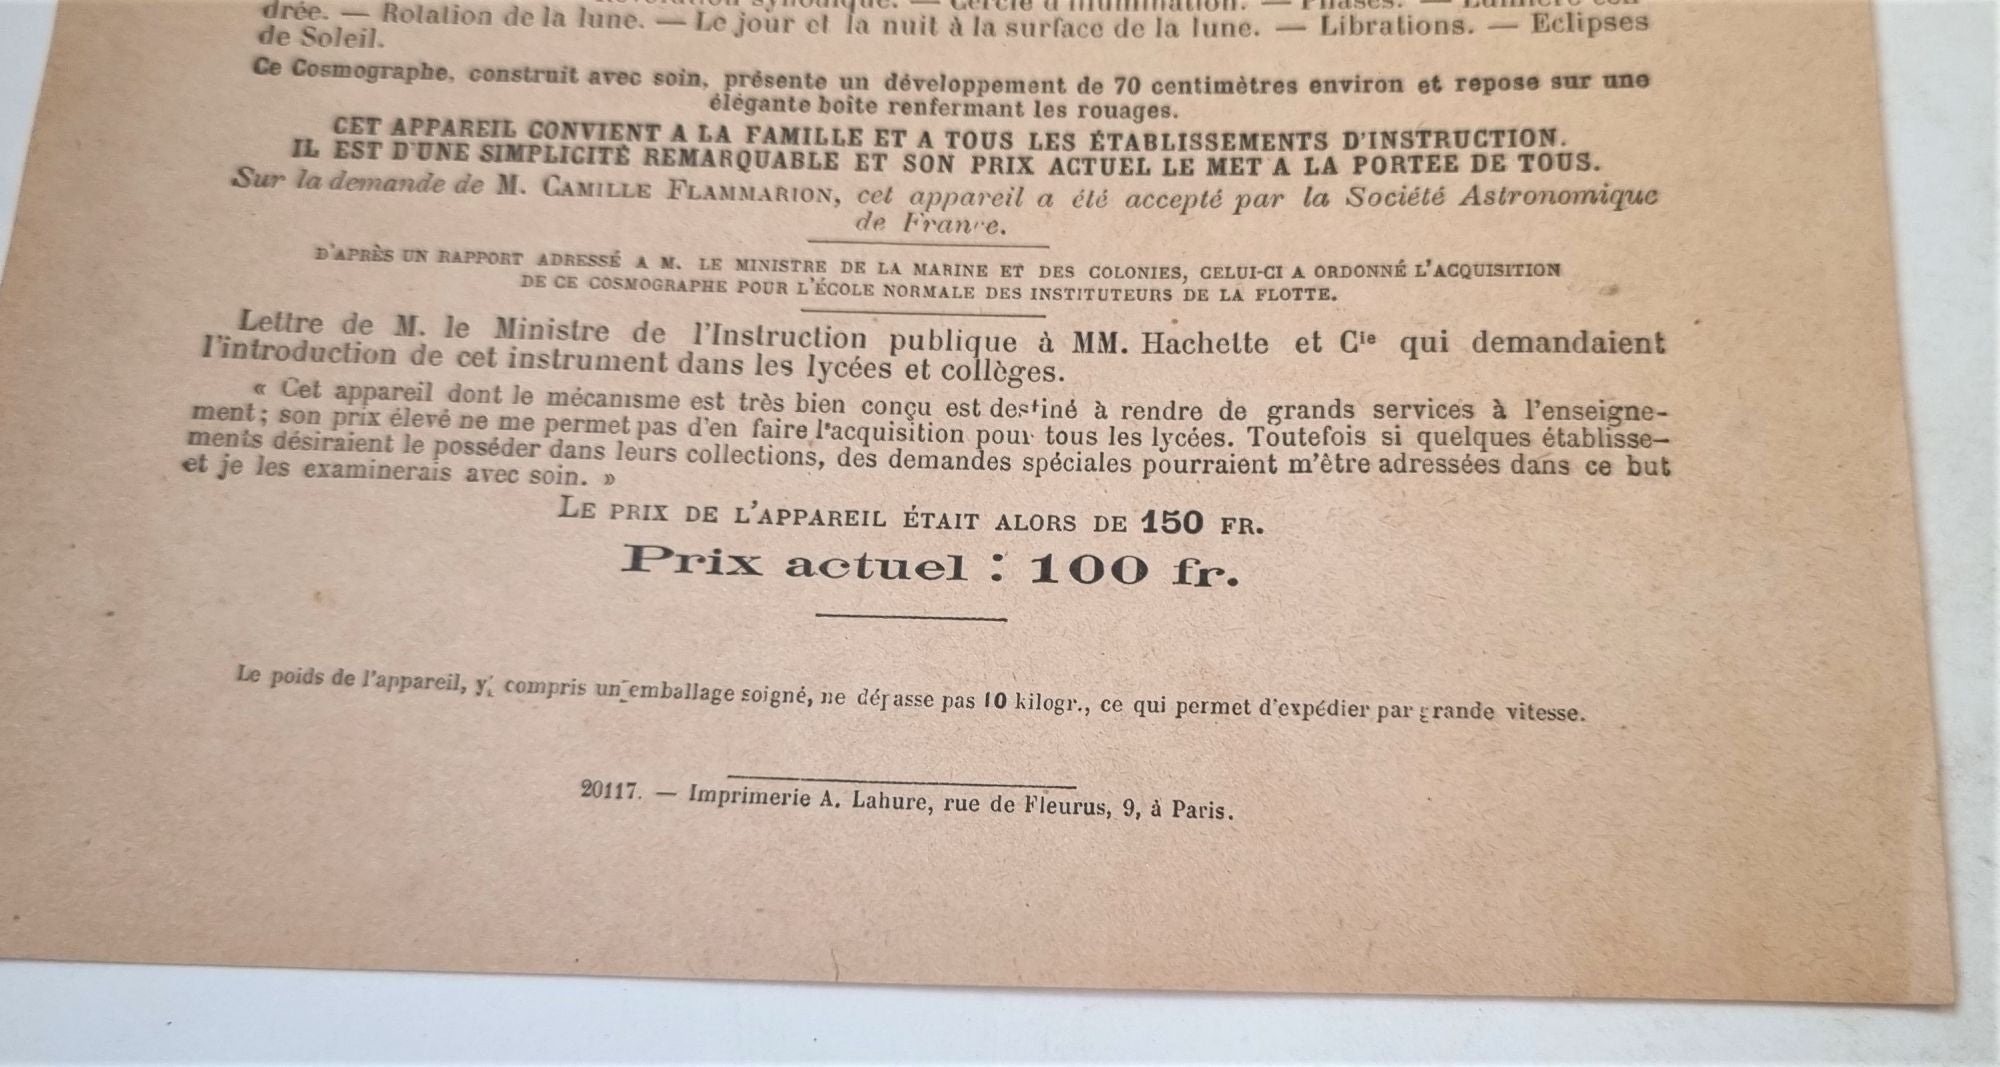 drée. — Rotation de la lune. — Le jour et la nuit à la surface de la lune. — Librations. — Eclipses
de Soleil.
Ce Cosmographe, construit avec soin, présente un développement de 70 centimètres environ et repose sur une
élégante boîte renfermant les rouages.
CET APPAREIL CONVIENT A LA FAMILLE ET A TOUS LES ÉTABLISSEMENTS D'INSTRUCTION.
IL EST D'UNE SIMPLICITÉ REMARQUABLE ET SON PRIX ACTUEL LE MET A LA PORTEE DE TOUS.
Sur la demande de M. CAMILLE FLAMMARION, cet appareil a été accepté par la Société Astronomique
de France.
D'APRÈS UN RAPPORT ADRESSÉ A M. LE MINISTRE DE LA MARINE ET DES COLONIES, CELUI-CI A ORDONNÉ L'ACQUISITION
DE CE COSMOGRAPHE POUR L'ÉCOLE NORMALE DES INSTITUTEURS DE LA FLOTTE.
Lettre de M. le Ministre de l'Instruction publique à MM. Hachette et Cie qui demandaient
l'introduction de cet instrument dans les lycées et collèges.
« Cet appareil dont le mécanisme est très bien conçu est destiné à rendre de grands services à l'enseigne-
ment; son prix élevé ne me permet pas d'en faire l'acquisition pour tous les lycées. Toutefois si quelques établisse-
ments désiraient le posséder dans leurs collections, des demandes spéciales pourraient m'être adressées dans ce but
et je les examinerais avec soin. »
LE PRIX DE L'APPAREIL ÉTAIT ALORS DE 150 FR.
Prix actuel : 100 fr.
Le poids de l'appareil, y compris un emballage soigné, ne dépasse pas 10 kilogr., ce qui permet d'expédier par grande vitesse.
20117. — Imprimerie A. Lahure, rue de Fleurus, 9, à Paris.